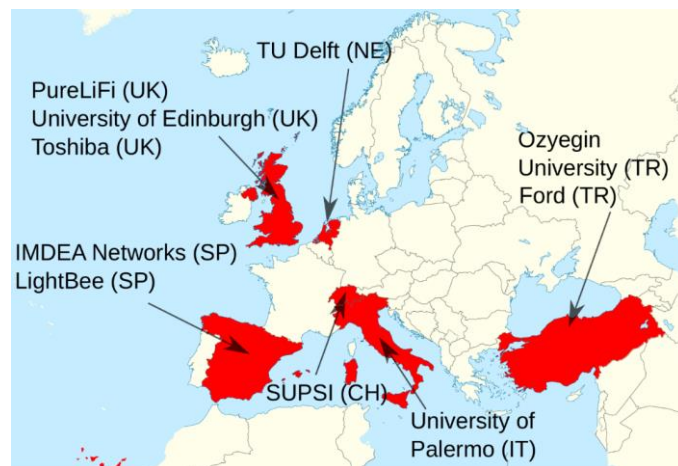 TU Delft (NE)
PureLiFi (UK)
University of Edinburgh (UK)
Toshiba (UK)
Ozyegin
University (TR)
Ford (TR)
IMDEA Networks (SP)
LightBee (SP)
SUPSI (CH)
University of
Palermo (IT)